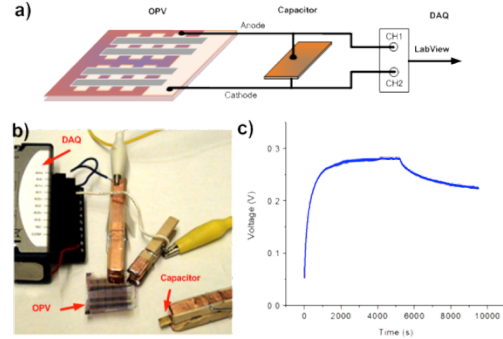 a)
OPV
Capacitor
DAQ
Anode
CH1
LabView
CH2
Cathode
b)
DAQ
Capacitor
OPV
c)
Voltage (V)
0.3
0.2
0.1
0.0
0 2000 4000 6000 8000 10000
Time (s)